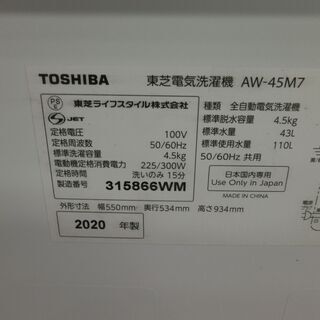 TOSHIBA 東芝電気洗濯機 AW-45M7
PS E 東芝ライフスタイル株式会社
S JET
定格電圧 100V
定格周波数 50/60Hz
標準洗濯容量 4.5kg
電動機定格消費電力 225/300W
定格時間 洗いのみ 15分
製造番号 315866WM
種類 全自動電気洗濯機
標準脱水容量 4.5kg
標準水量 43L
標準使用水量 110L
50/60Hz 共用
日本国内専用
Use Only in Japan
MADE IN CHINA
外形寸法 幅550mm 奥行534mm 高さ934mm
2020 年製